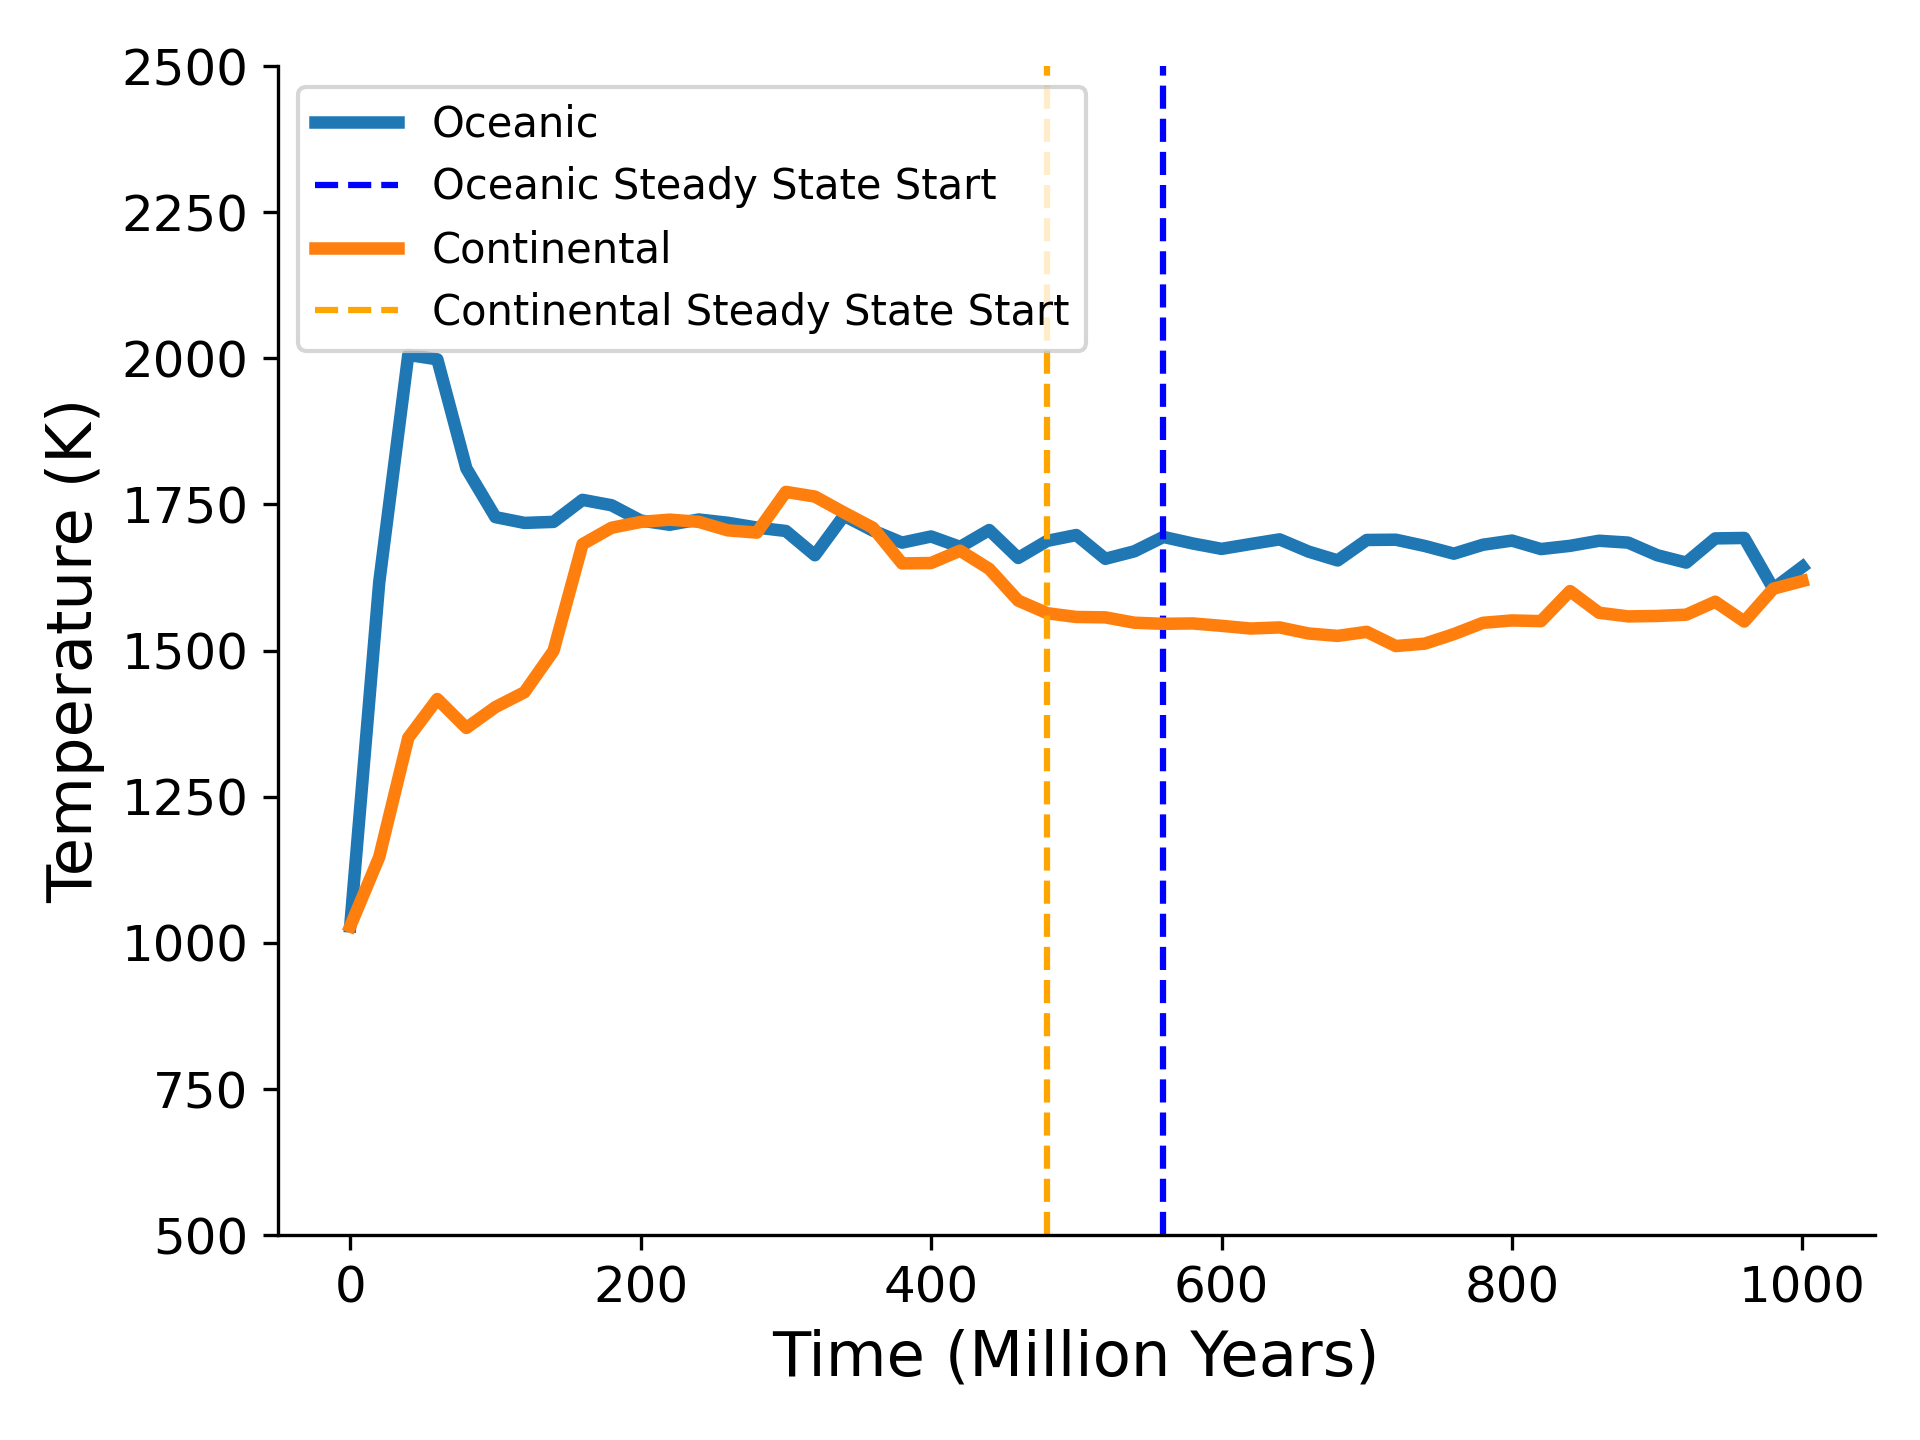 2500
2250
2000
1750
1500
1250
1000
750
500
Temperature (K)
Oceanic
Oceanic Steady State Start
Continental
Continental Steady State Start
0 200 400 600 800 1000
Time (Million Years)